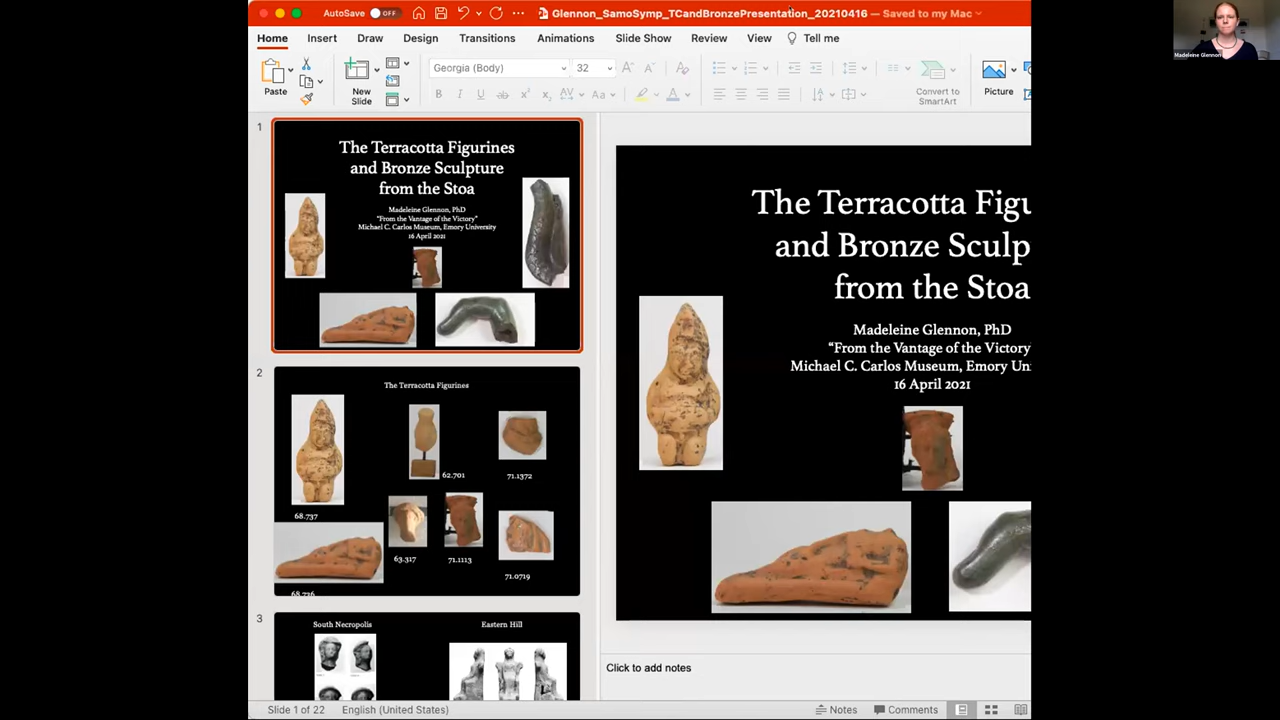 AutoSave OFF
Glennon_SamoSymp_TCandBronzePresentation_20210416 — Saved to my Mac
Madeleine Glennon
Home Insert Draw Design Transitions Animations Slide Show Review View Tell me
Paste
New
Slide
Georgia (Body) 32
Convert to
SmartArt
Picture
1
The Terracotta Figurines
and Bronze Sculpture
from the Stoa
Madeleine Glennon, PhD
"From the Vantage of the Victory"
Michael C. Carlos Museum, Emory University
16 April 2021
2
The Terracotta Figurines
62.701
71.1372
68.737
63.317
71.1113
71.0719
68.736
3
South Necropolis
Eastern Hill
The Terracotta Figu
and Bronze Sculp
from the Stoa
Madeleine Glennon, PhD
“From the Vantage of the Victory
Michael C. Carlos Museum, Emory Un
16 April 2021
Click to add notes
Slide 1 of 22 English (United States) Notes Comments